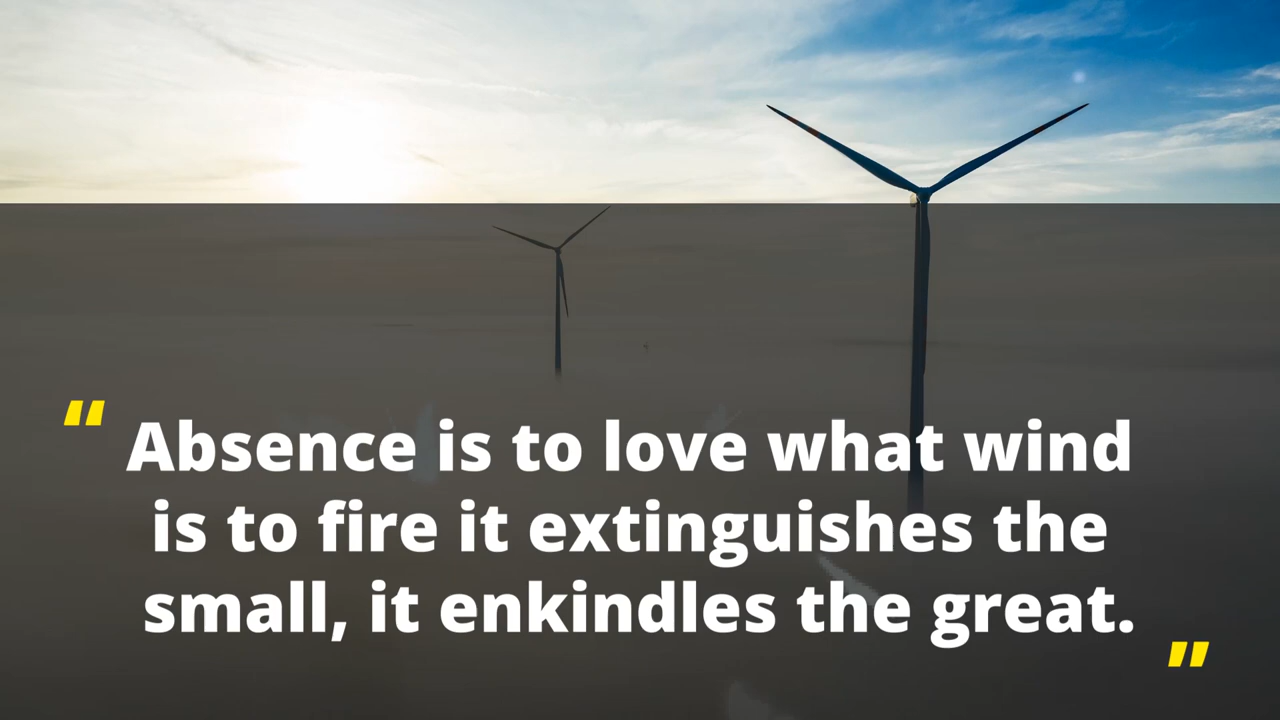 " Absence is to love what wind
is to fire it extinguishes the
small, it enkindles the great. "